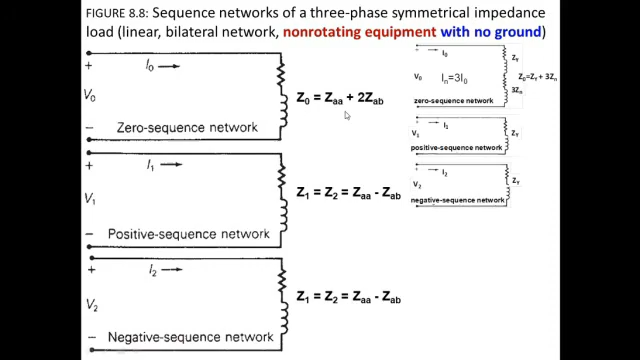 FIGURE 8.8: Sequence networks of a three-phase symmetrical impedance
load (linear, bilateral network, nonrotating equipment with no ground)
+
I₀
V₀
−
Zero-sequence network
Z₀ = Zaa + 2Zab
+
I₁
V₁
−
Positive-sequence network
Z₁ = Z₂ = Zaa - Zab
+
I₂
V₂
−
Negative-sequence network
Z₁ = Z₂ = Zaa - Zab
+
I₀
ZY
V₀
In=3I₀
Z₀=ZY + 3Zn
3Zn
zero-sequence network
+
I₁
V₁
ZY
positive-sequence network
+
I₂
V₂
ZY
negative-sequence network